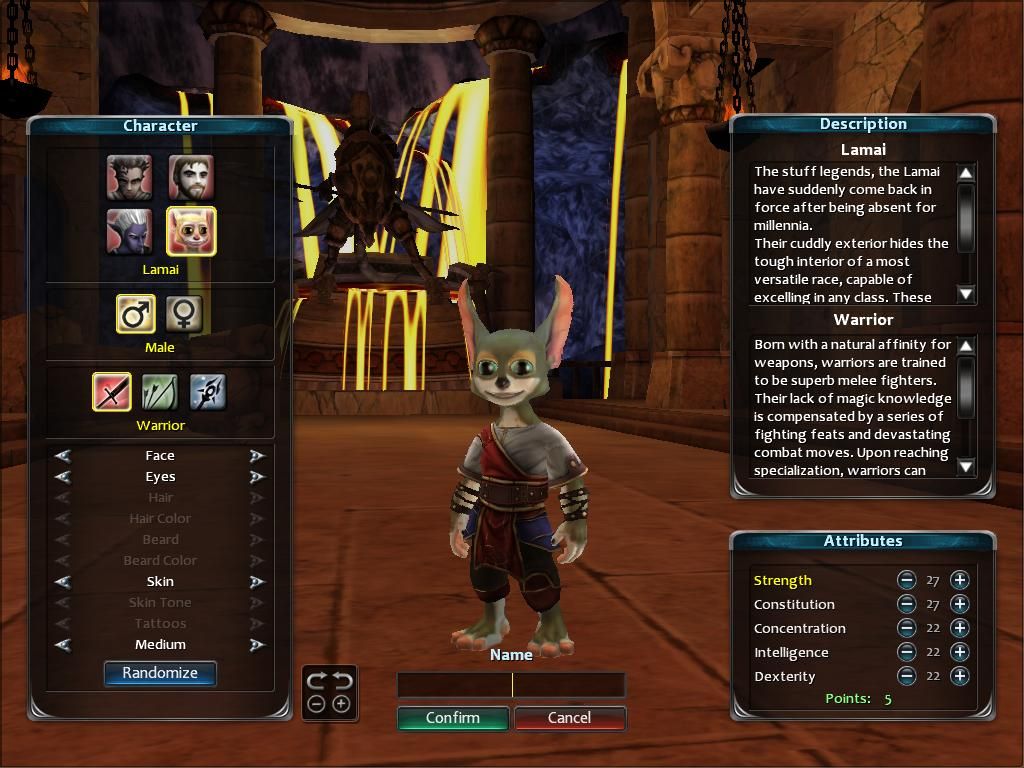 Character
Lamai
Male
Warrior
Face
Eyes
Hair
Hair Color
Beard
Beard Color
Skin
Skin Tone
Tattoos
Medium
Randomize
Name
Confirm
Cancel
Description
Lamai
The stuff legends, the Lamai
have suddenly come back in
force after being absent for
millennia.
Their cuddly exterior hides the
tough interior of a most
versatile race, capable of
excelling in any class. These
Warrior
Born with a natural affinity for
weapons, warriors are trained
to be superb melee fighters.
Their lack of magic knowledge
is compensated by a series of
fighting feats and devastating
combat moves. Upon reaching
specialization, warriors can
Attributes
Strength 27
Constitution 27
Concentration 22
Intelligence 22
Dexterity 22
Points: 5